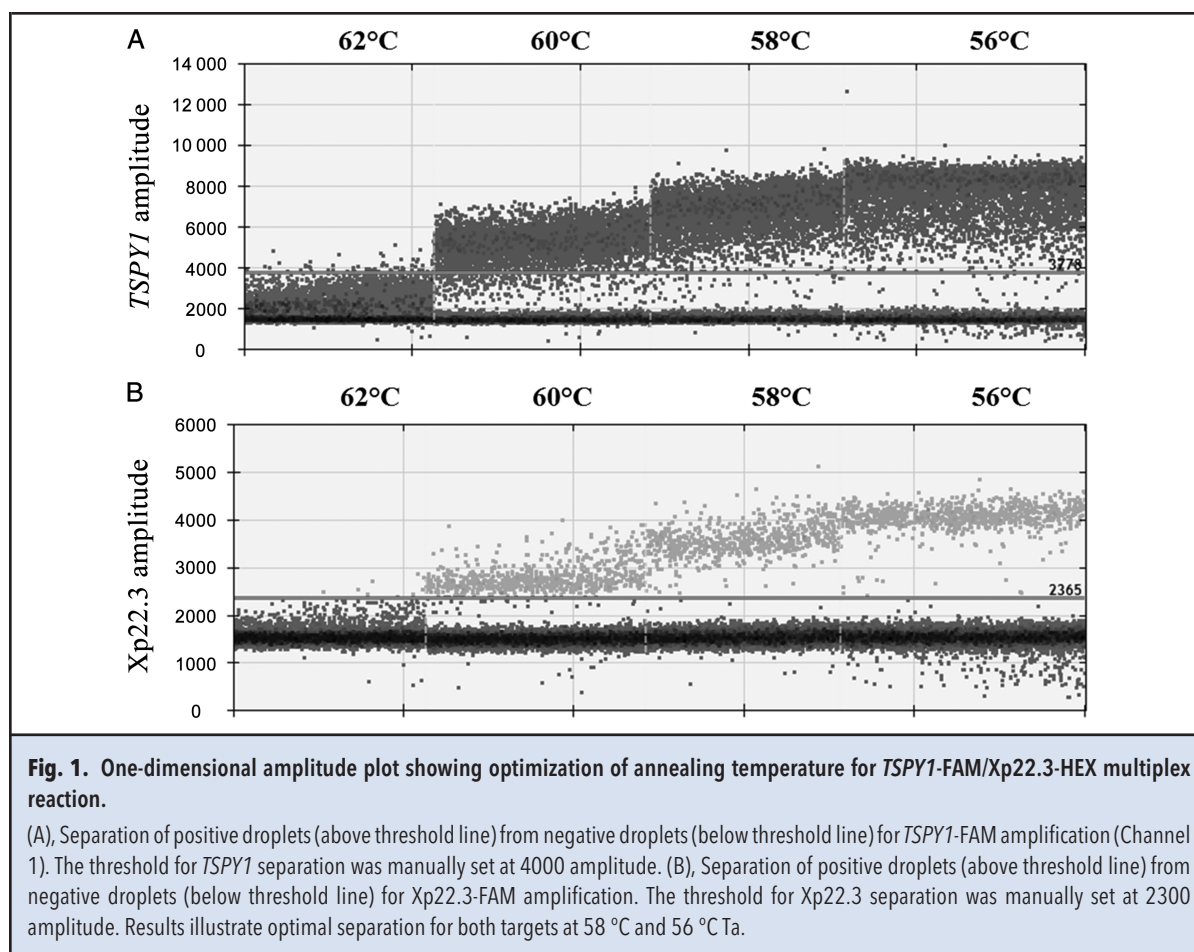 A
62°C 60°C 58°C 56°C
14 000
12 000
10 000
8000
6000
4000
2000
0
TSPY1 amplitude
3778
B
62°C 60°C 58°C 56°C
6000
5000
4000
3000
2000
1000
0
Xp22.3 amplitude
2365
Fig. 1. One-dimensional amplitude plot showing optimization of annealing temperature for TSPY1-FAM/Xp22.3-HEX multiplex
reaction.
(A), Separation of positive droplets (above threshold line) from negative droplets (below threshold line) for TSPY1-FAM amplification (Channel
1). The threshold for TSPY1 separation was manually set at 4000 amplitude. (B), Separation of positive droplets (above threshold line) from
negative droplets (below threshold line) for Xp22.3-FAM amplification. The threshold for Xp22.3 separation was manually set at 2300
amplitude. Results illustrate optimal separation for both targets at 58 °C and 56 °C Ta.